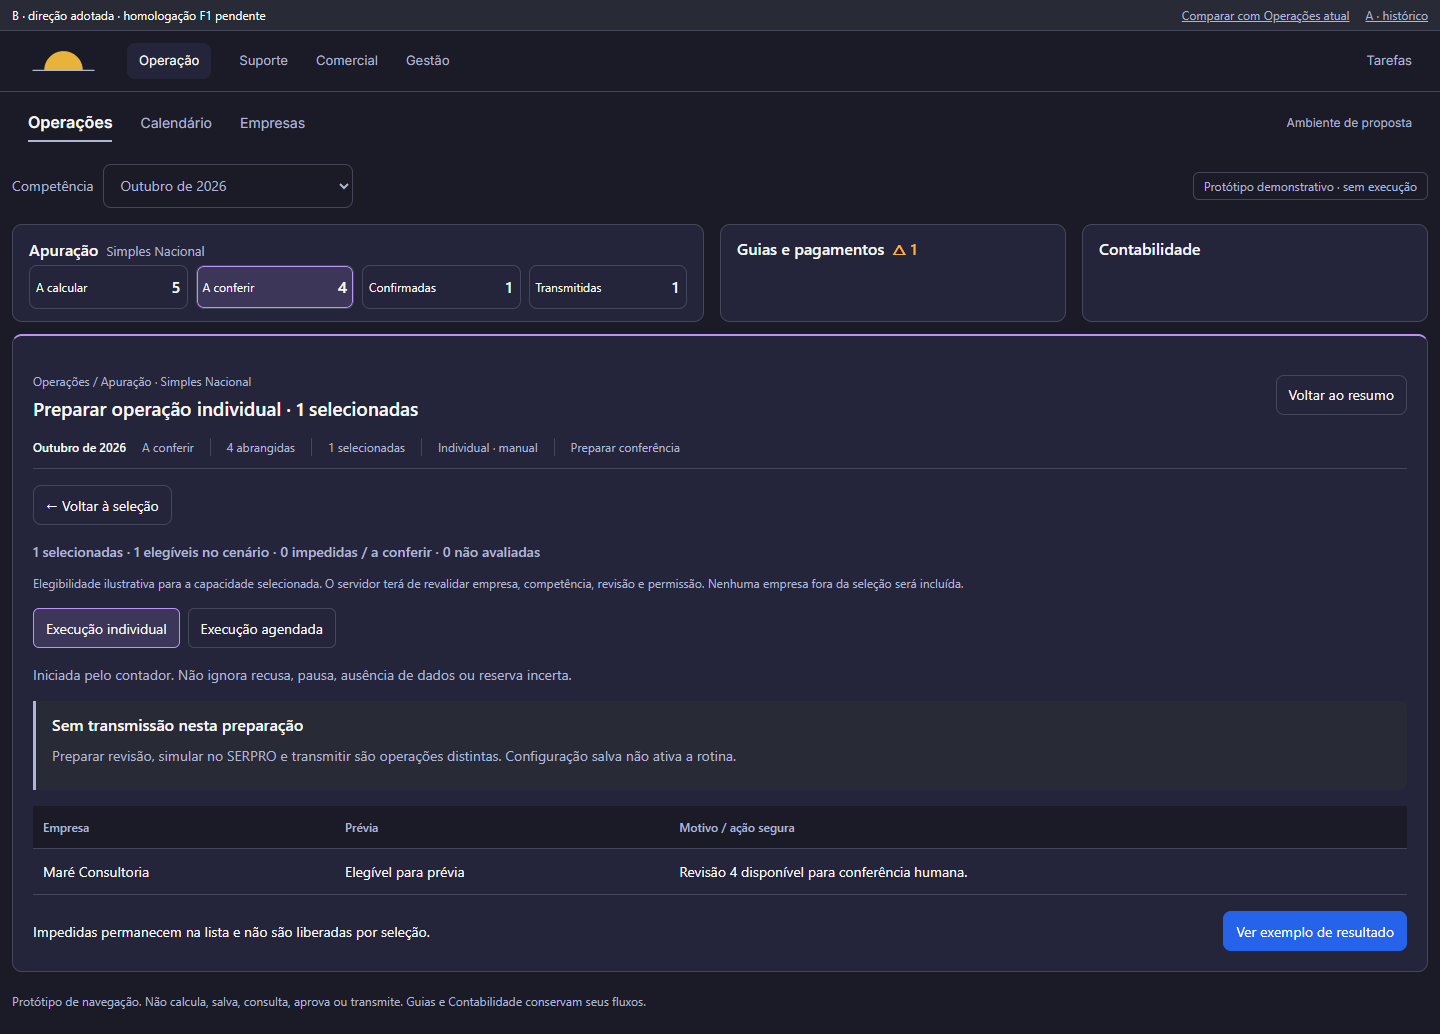 B · direção adotada · homologação F1 pendente
Comparar com Operações atual
A · histórico
Operação
Suporte
Comercial
Gestão
Tarefas
Operações
Calendário
Empresas
Ambiente de proposta
Competência
Outubro de 2026
Protótipo demonstrativo · sem execução
Apuração Simples Nacional
A calcular 5
A conferir 4
Confirmadas 1
Transmitidas 1
Guias e pagamentos △ 1
Contabilidade
Operações / Apuração · Simples Nacional
Preparar operação individual · 1 selecionadas
Voltar ao resumo
Outubro de 2026
A conferir
4 abrangidas
1 selecionadas
Individual · manual
Preparar conferência
← Voltar à seleção
1 selecionadas · 1 elegíveis no cenário · 0 impedidas / a conferir · 0 não avaliadas
Elegibilidade ilustrativa para a capacidade selecionada. O servidor terá de revalidar empresa, competência, revisão e permissão. Nenhuma empresa fora da seleção será incluída.
Execução individual
Execução agendada
Iniciada pelo contador. Não ignora recusa, pausa, ausência de dados ou reserva incerta.
Sem transmissão nesta preparação
Preparar revisão, simular no SERPRO e transmitir são operações distintas. Configuração salva não ativa a rotina.
Empresa
Prévia
Motivo / ação segura
Maré Consultoria
Elegível para prévia
Revisão 4 disponível para conferência humana.
Impedidas permanecem na lista e não são liberadas por seleção.
Ver exemplo de resultado
Protótipo de navegação. Não calcula, salva, consulta, aprova ou transmite. Guias e Contabilidade conservam seus fluxos.